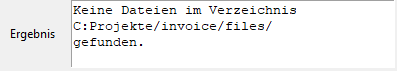 Keine Dateien im Verzeichnis
Ergebnis
C:Projekte/invoice/files/
gefunden.